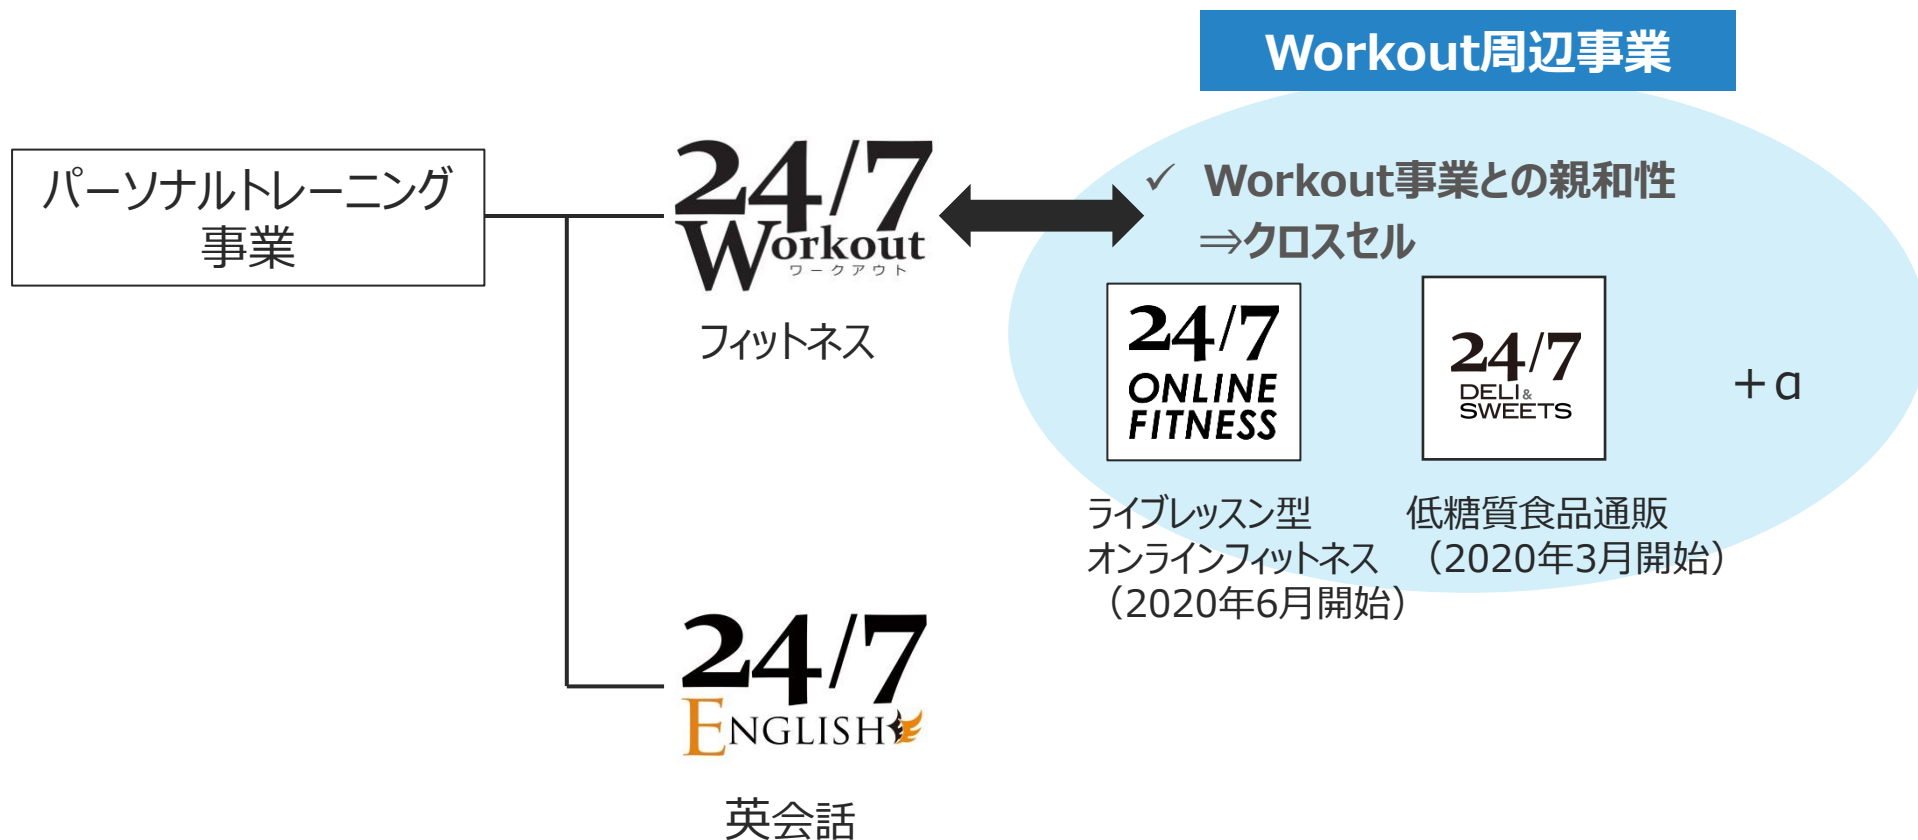 Workout周辺事業
パーソナルトレーニング
事業
24/7
Workout
ワークアウト
フィットネス
✓ Workout事業との親和性
⇒クロスセル
24/7
ONLINE
FITNESS
ライブレッスン型
オンラインフィットネス
（2020年6月開始）
24/7
DELI&
SWEETS
低糖質食品通販
（2020年3月開始）
＋α
24/7
ENGLISH
英会話